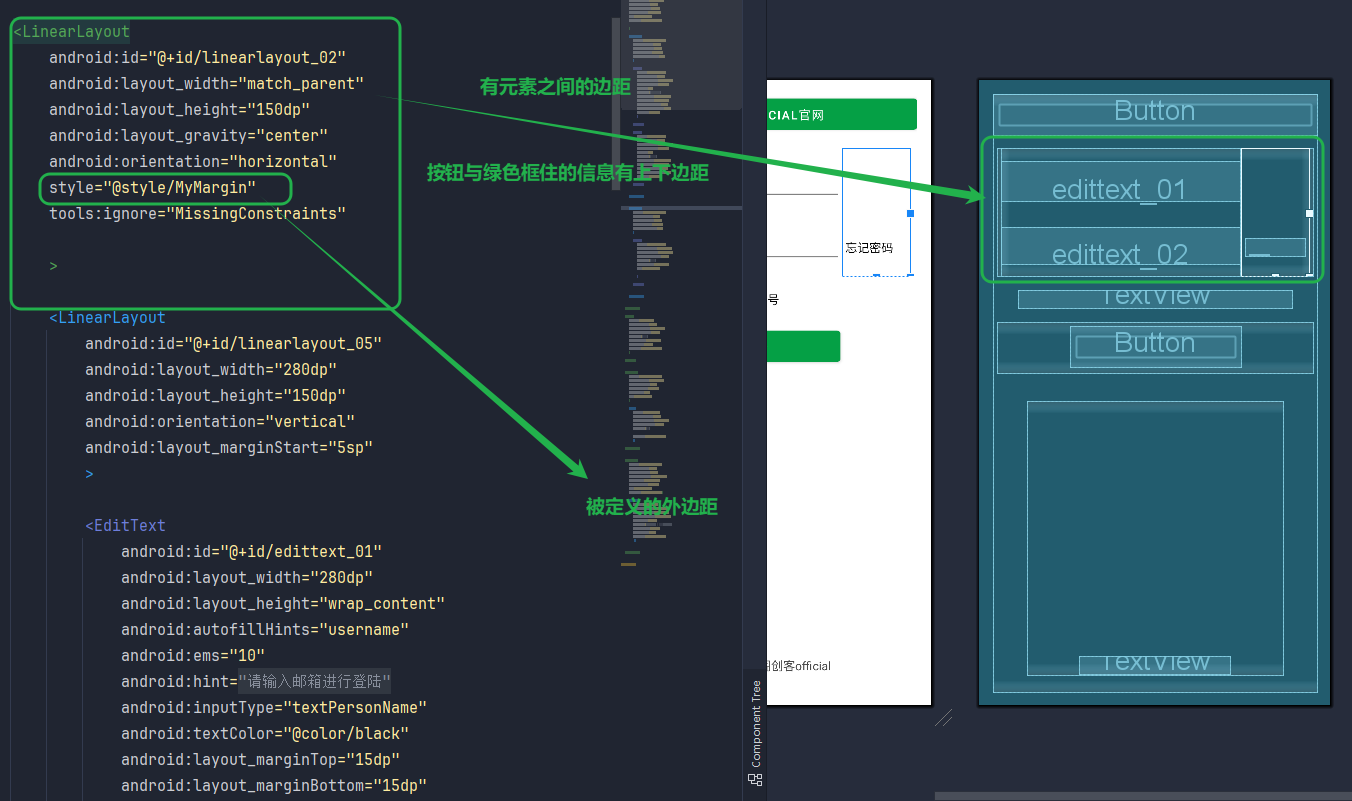 <LinearLayout
android:id="@+id/linearlayout_02"
android:layout_width="match_parent"
android:layout_height="150dp"
android:layout_gravity="center"
android:orientation="horizontal"
style="@style/MyMargin"
tools:ignore="MissingConstraints"
>
<LinearLayout
android:id="@+id/linearlayout_05"
android:layout_width="280dp"
android:layout_height="150dp"
android:orientation="vertical"
android:layout_marginStart="5sp"
>
<EditText
android:id="@+id/edittext_01"
android:layout_width="280dp"
android:layout_height="wrap_content"
android:autofillHints="username"
android:ems="10"
android:hint="请输入邮箱进行登陆"
android:inputType="textPersonName"
android:textColor="@color/black"
android:layout_marginTop="15dp"
android:layout_marginBottom="15dp"
有元素之间的边距
按钮与绿色框住的信息有上下边距
被定义的外边距
CIAL官网
忘记密码
号
创客official
Component Tree
Button
edittext_01
edittext_02
TextView
Button
TextView